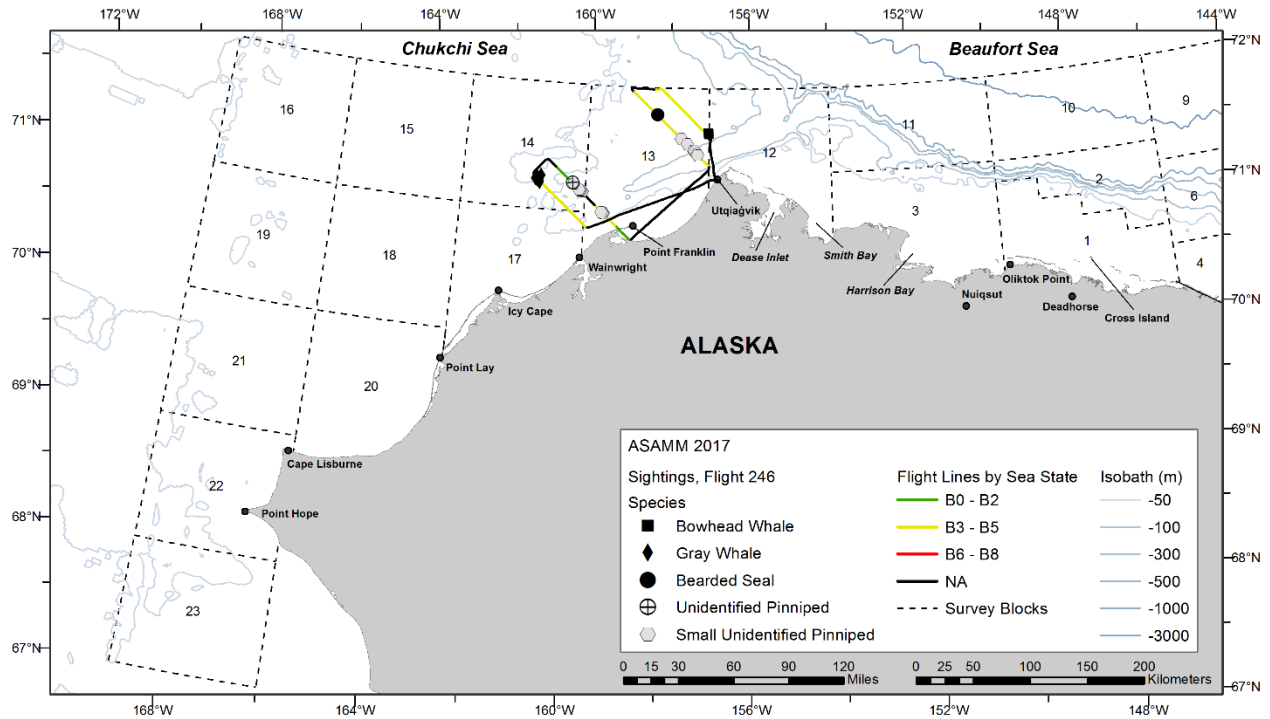 172°W 168°W 164°W 160°W 156°W 152°W 148°W 144°W
Chukchi Sea
Beaufort Sea
72°N
71°N
71°N
70°N
70°N
69°N
69°N
68°N
68°N
67°N
67°N
16
15
14
13
12
11
10
9
2
6
3
1
4
19
18
17
21
20
22
23
Utqiaġvik
Point Franklin
Wainwright
Dease Inlet
Smith Bay
Harrison Bay
Oliktok Point
Nuiqsut
Deadhorse
Cross Island
Icy Cape
Point Lay
ALASKA
Cape Lisburne
Point Hope
ASAMM 2017
Sightings, Flight 246
Species
Bowhead Whale
Gray Whale
Bearded Seal
Unidentified Pinniped
Small Unidentified Pinniped
Flight Lines by Sea State
B0 - B2
B3 - B5
B6 - B8
NA
Survey Blocks
Isobath (m)
-50
-100
-300
-500
-1000
-3000
0 15 30 60 90 120
Miles
0 25 50 100 150 200
Kilometers
168°W 164°W 160°W 156°W 152°W 148°W